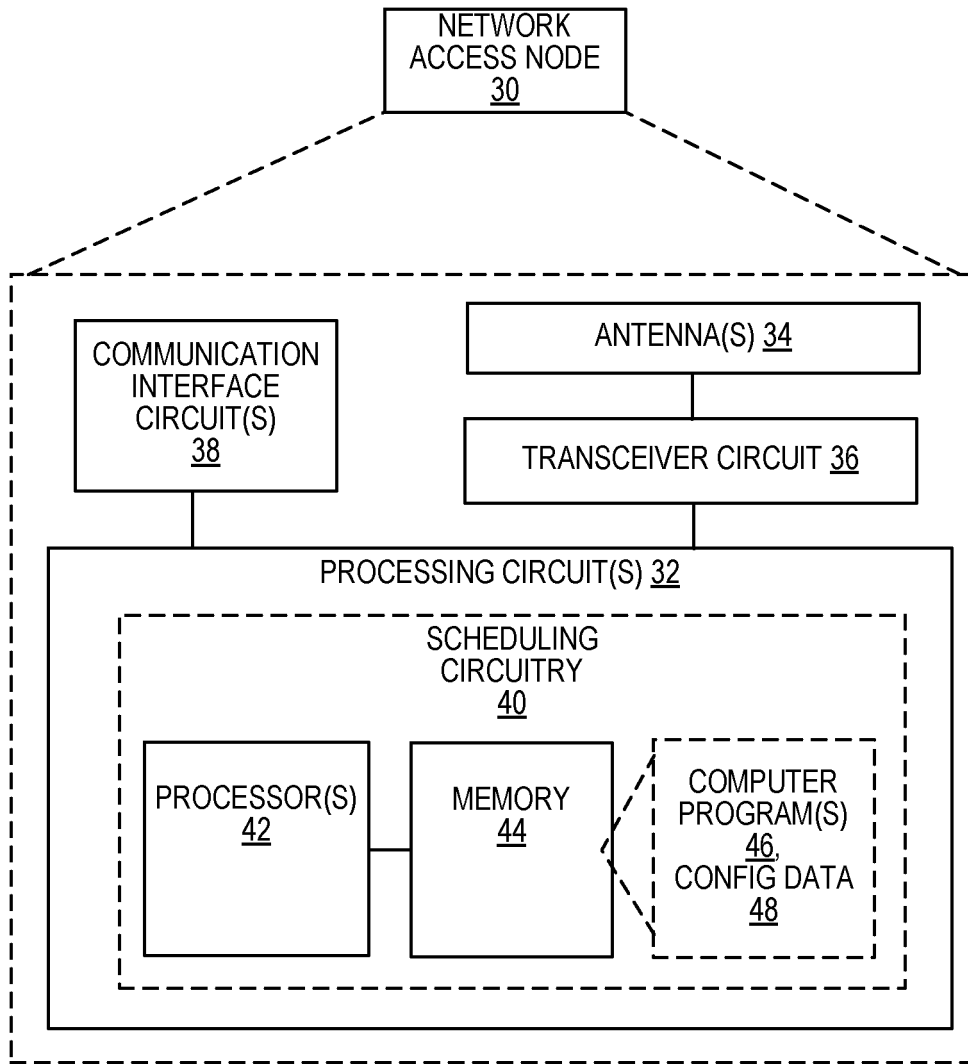 NETWORK
ACCESS NODE
30
COMMUNICATION
INTERFACE
CIRCUIT(S)
38
ANTENNA(S) 34
TRANSCEIVER CIRCUIT 36
PROCESSING CIRCUIT(S) 32
SCHEDULING
CIRCUITRY
40
PROCESSOR(S)
42
MEMORY
44
COMPUTER
PROGRAM(S)
46,
CONFIG DATA
48